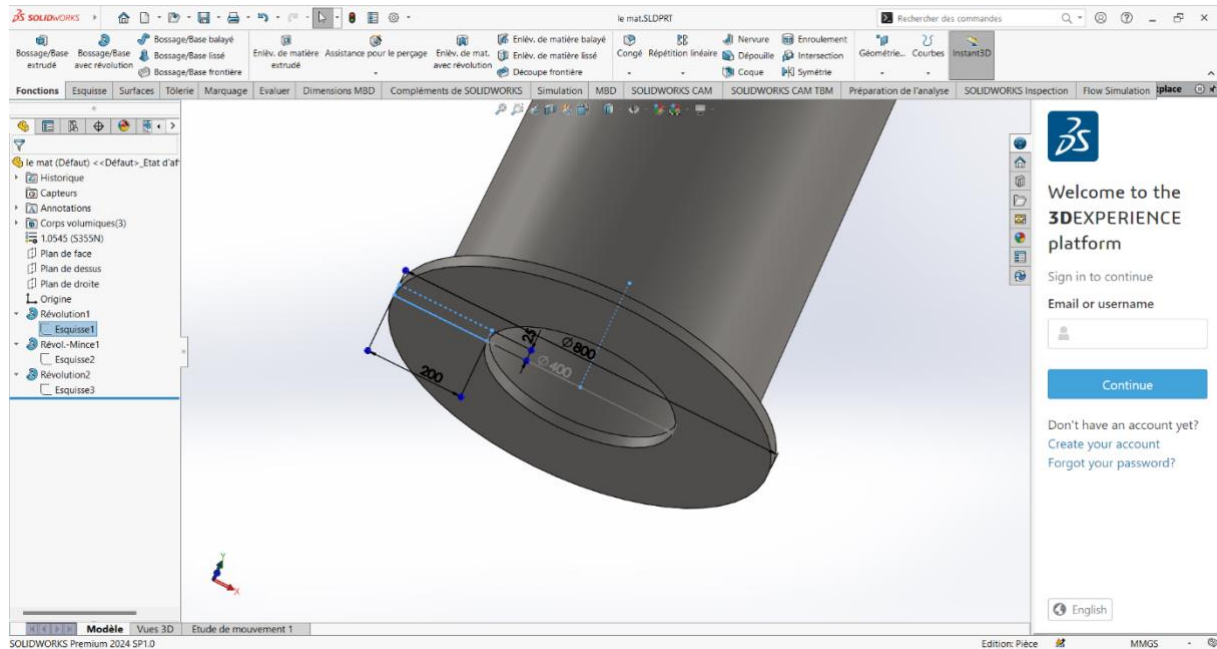 SOLIDWORKS
le mat.SLDPRT
Rechercher des commandes
Bossage/Base extrudé
Bossage/Base avec révolution
Bossage/Base balayé
Bossage/Base lissé
Bossage/Base frontière
Enlèv. de matière extrudé
Assistance pour le perçage
Enlèv. de mat. avec révolution
Enlèv. de matière balayé
Enlèv. de matière lissé
Découpe frontière
Congé
Répétition linéaire
Nervure
Dépouille
Coque
Enroulement
Intersection
Symétrie
Géométrie...
Courbes
Instant3D
Fonctions
Esquisse
Surfaces
Tôlerie
Marquage
Evaluer
Dimensions MBD
Compléments de SOLIDWORKS
Simulation
MBD
SOLIDWORKS CAM
SOLIDWORKS CAM TBM
Préparation de l'analyse
SOLIDWORKS Inspection
Flow Simulation
le mat (Défaut) <<Défaut>_Etat d'af
Historique
Capteurs
Annotations
Corps volumiques(3)
1.0545 (S355N)
Plan de face
Plan de dessus
Plan de droite
Origine
Révolution1
Esquisse1
Révol.-Mince1
Esquisse2
Révolution2
Esquisse3
25
Ø800
Ø400
200
Y
X
3DS
Welcome to the
3DEXPERIENCE
platform
Sign in to continue
Email or username
Continue
Don't have an account yet?
Create your account
Forgot your password?
English
Modèle
Vues 3D
Etude de mouvement 1
SOLIDWORKS Premium 2024 SP1.0
Edition: Pièce
MMGS